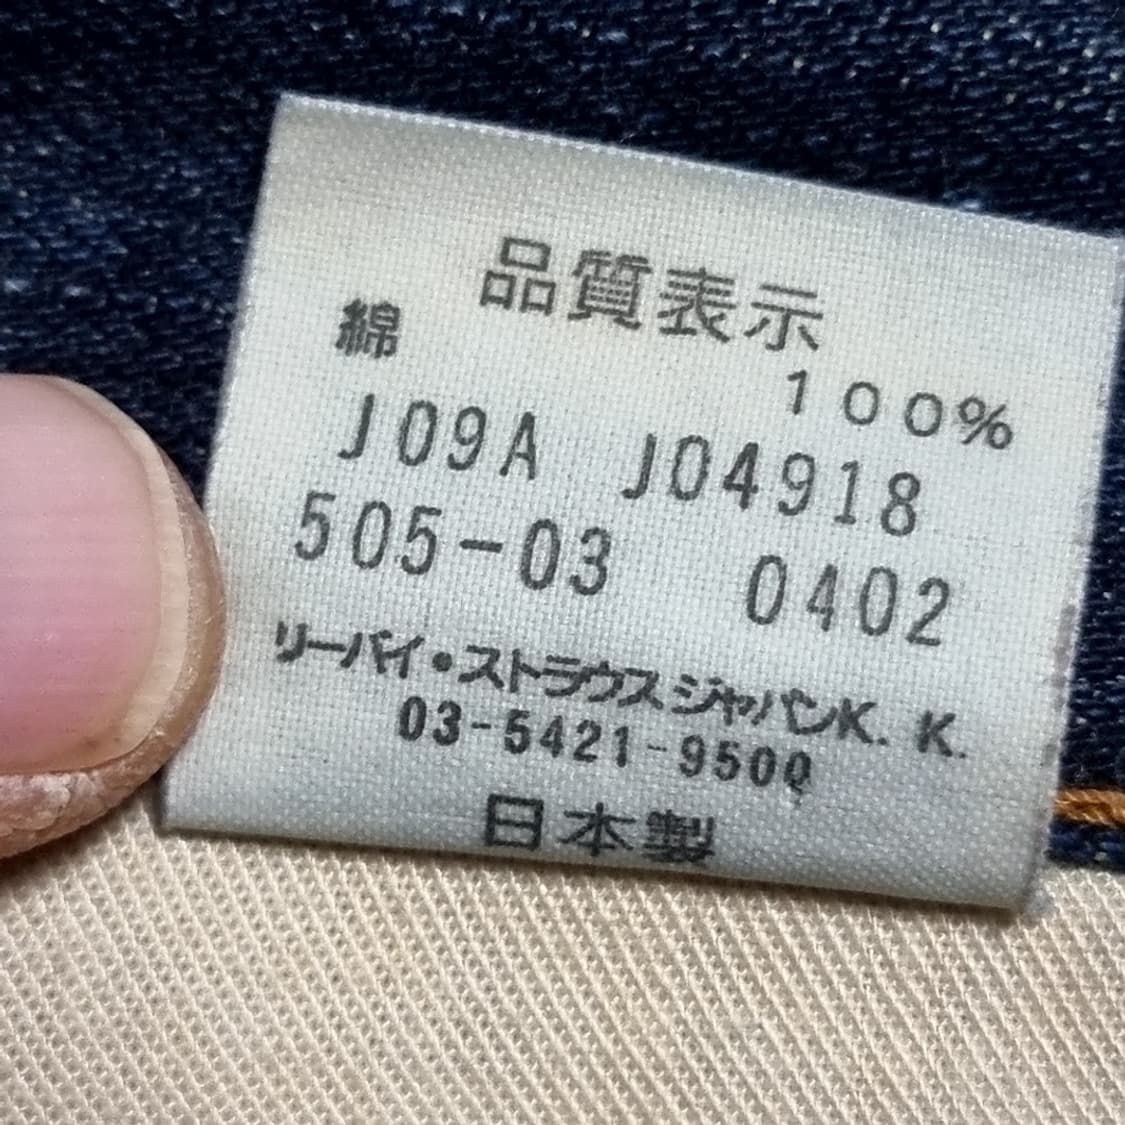 品質表示
綿 １００%
J09A J04918
505-03 0402
リーバイ・ストラウスジャパンK. K.
03-5421-9500
日本製